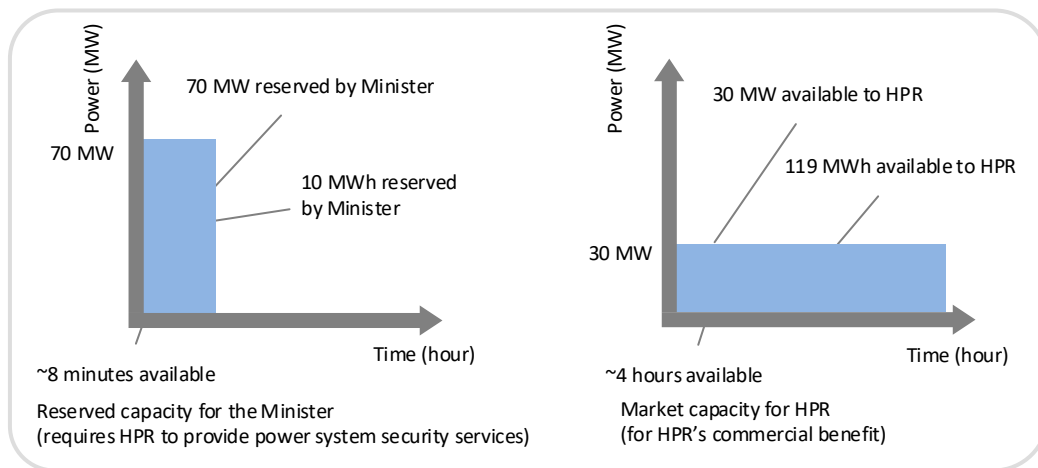 Power (MW)
70 MW reserved by Minister
70 MW
10 MWh reserved
by Minister
Time (hour)
~8 minutes available
Reserved capacity for the Minister
(requires HPR to provide power system security services)
Power (MW)
30 MW available to HPR
119 MWh available to HPR
30 MW
Time (hour)
~4 hours available
Market capacity for HPR
(for HPR's commercial benefit)